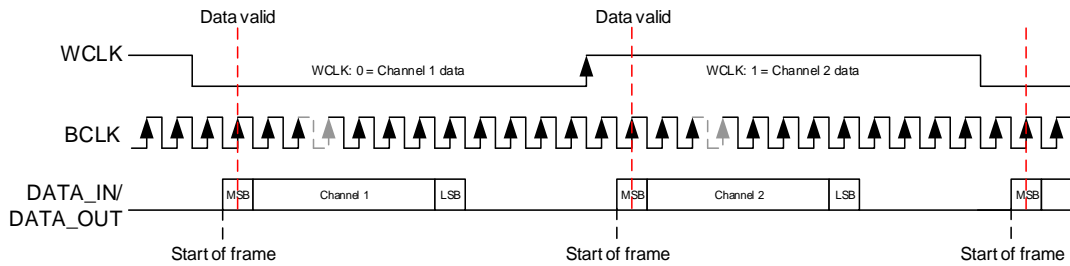 Data valid
Data valid
WCLK
WCLK: 0 = Channel 1 data
WCLK: 1 = Channel 2 data
BCLK
DATA_IN/
DATA_OUT
MSB
Channel 1
LSB
MSB
Channel 2
LSB
MSB
Start of frame
Start of frame
Start of frame